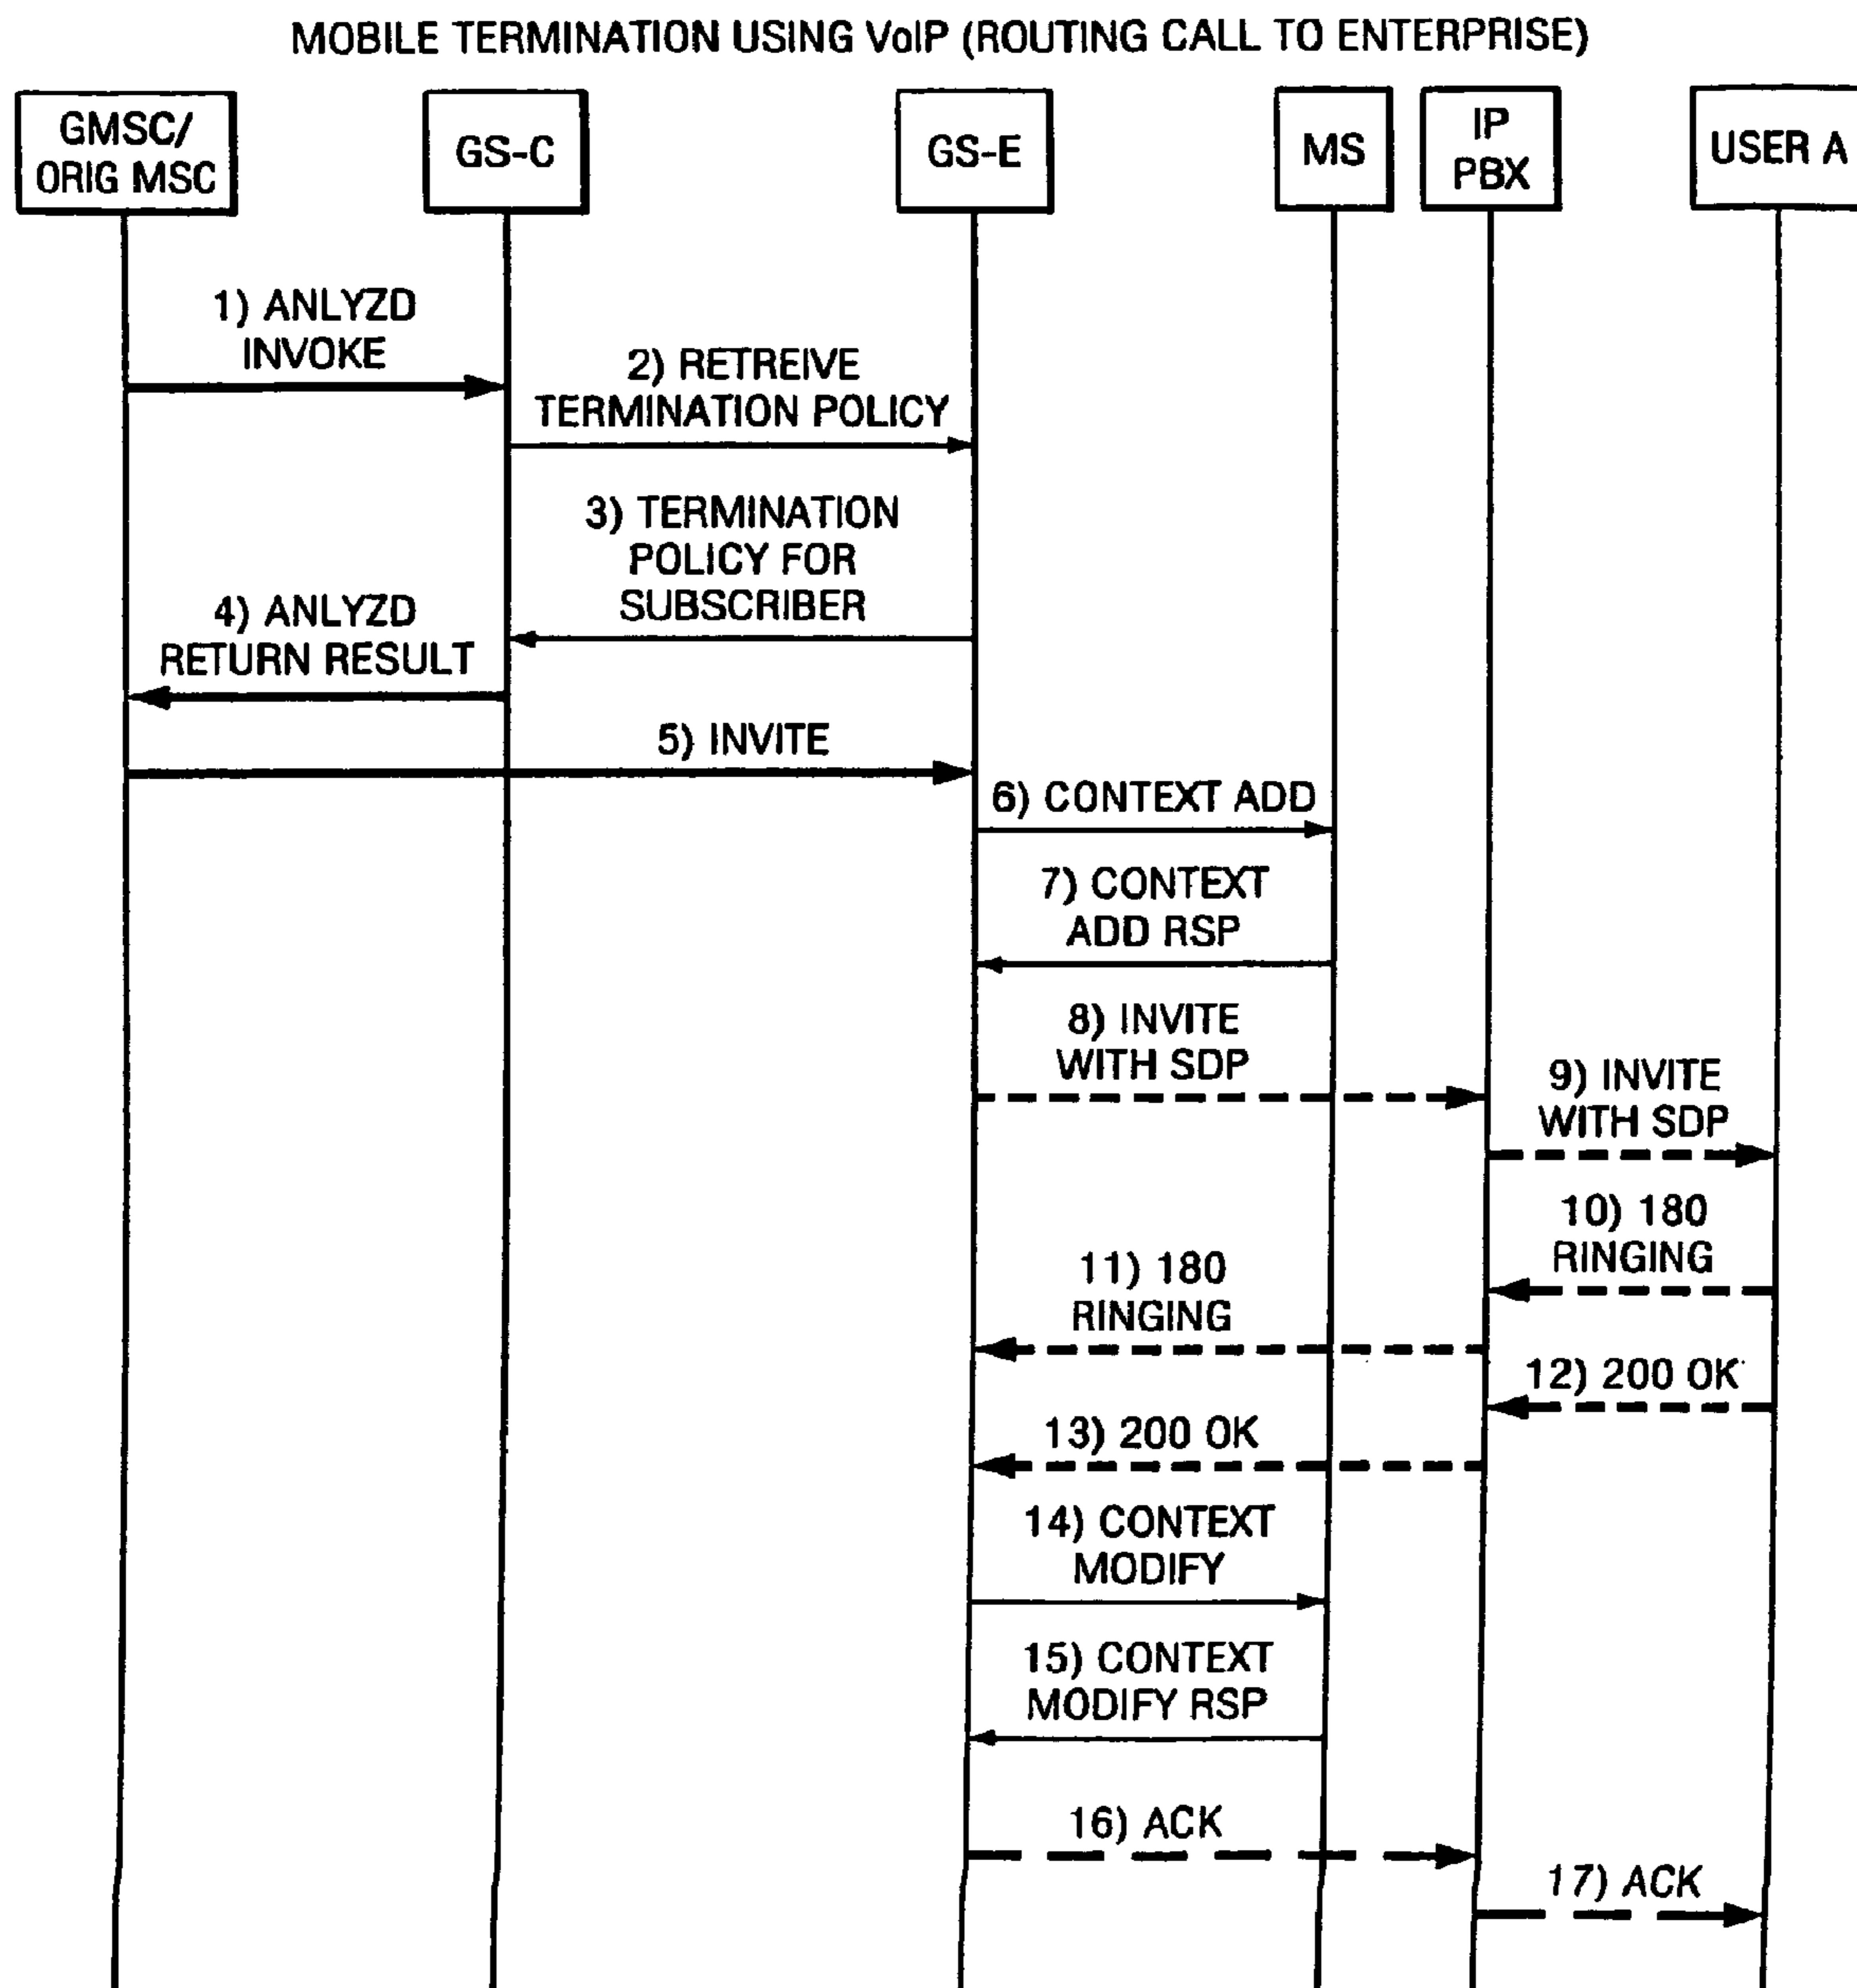 MOBILE TERMINATION USING VoIP (ROUTING CALL TO ENTERPRISE)
GMSC/
ORIG MSC
GS-C
GS-E
MS
IP
PBX
USER A
1) ANLYZD
INVOKE
2) RETREIVE
TERMINATION POLICY
3) TERMINATION
POLICY FOR
SUBSCRIBER
4) ANLYZD
RETURN RESULT
5) INVITE
6) CONTEXT ADD
7) CONTEXT
ADD RSP
8) INVITE
WITH SDP
9) INVITE
WITH SDP
10) 180
RINGING
11) 180
RINGING
12) 200 OK
13) 200 OK
14) CONTEXT
MODIFY
15) CONTEXT
MODIFY RSP
16) ACK
17) ACK